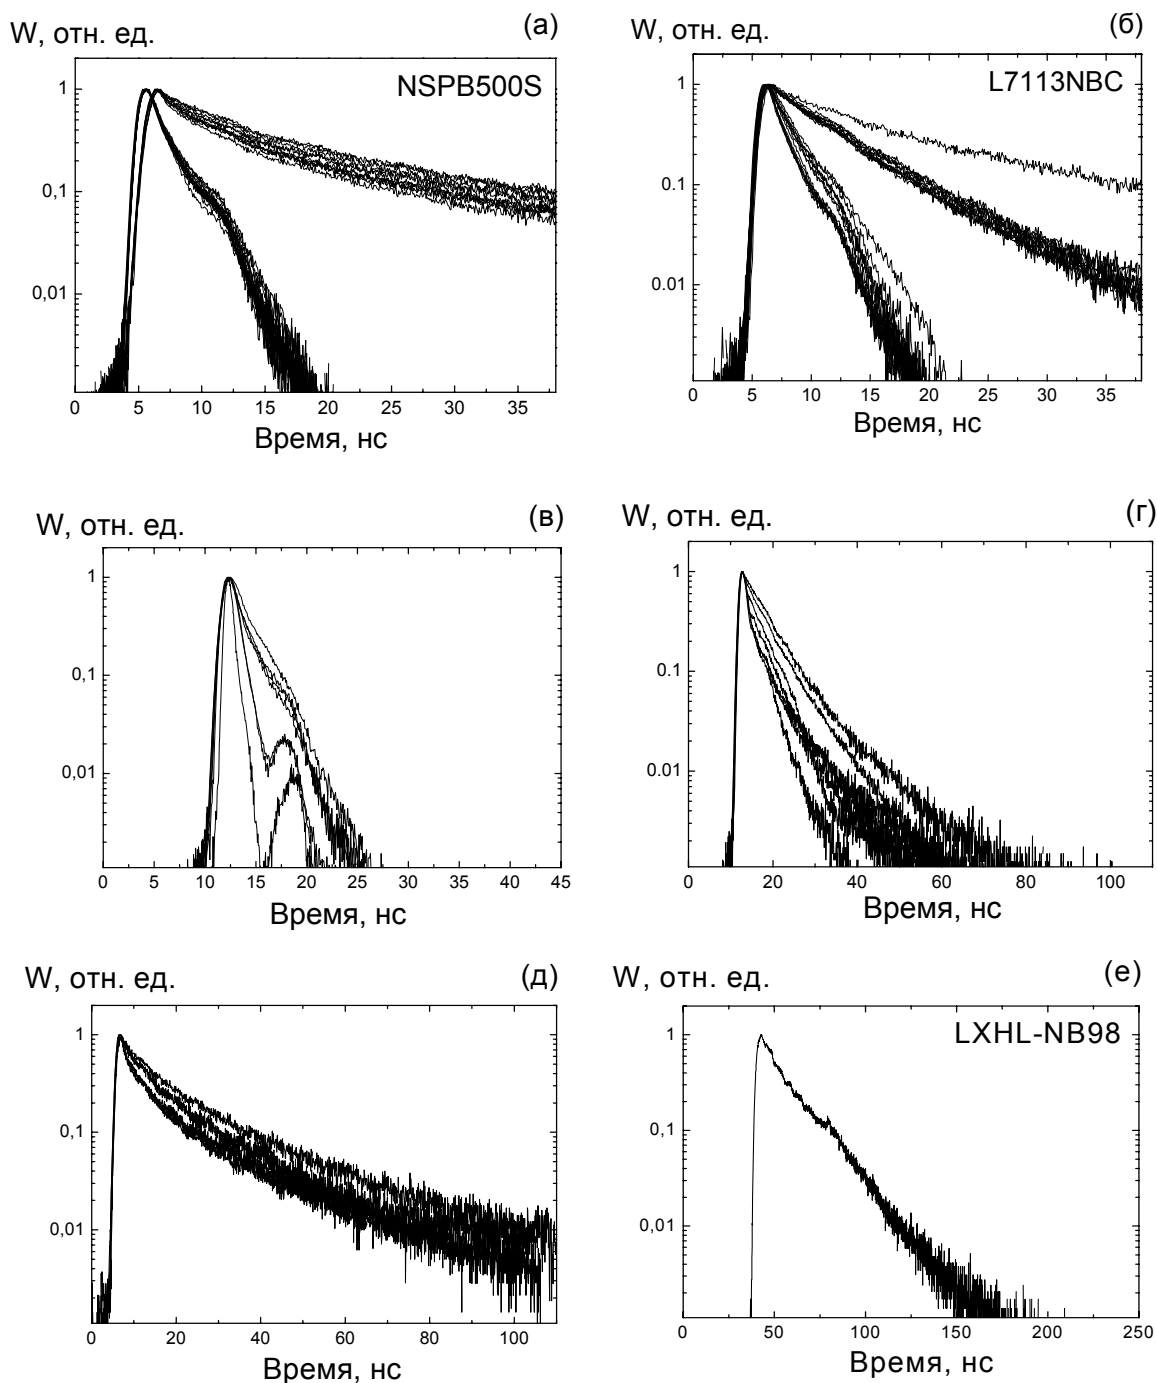 (а)
W, отн. ед.
NSPB500S
1
0,1
0,01
0 5 10 15 20 25 30 35
Время, нс
(б)
W, отн. ед.
L7113NBC
1
0.1
0.01
0 5 10 15 20 25 30 35
Время, нс
(в)
W, отн. ед.
1
0,1
0,01
0 5 10 15 20 25 30 35 40 45
Время, нс
(г)
W, отн. ед.
1
0.1
0.01
0 20 40 60 80 100
Время, нс
(д)
W, отн. ед.
1
0,1
0,01
0 20 40 60 80 100
Время, нс
(е)
W, отн. ед.
LXHL-NB98
1
0,1
0,01
0 50 100 150 200 250
Время, нс